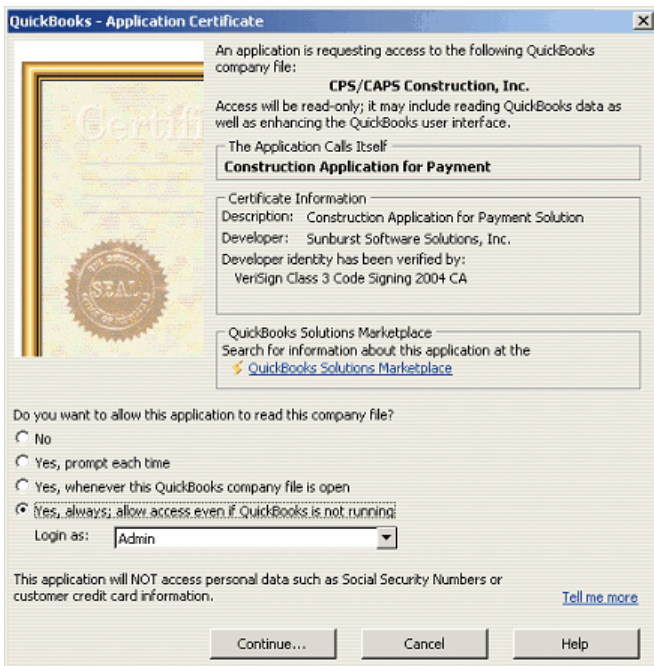 QuickBooks - Application Certificate
An application is requesting access to the following QuickBooks
company file:
CPS/CAPS Construction, Inc.
Access will be read-only; it may include reading QuickBooks data as
well as enhancing the QuickBooks user interface.
The Application Calls Itself
Construction Application for Payment
Certificate Information
Description: Construction Application for Payment Solution
Developer: Sunburst Software Solutions, Inc.
Developer identity has been verified by:
VeriSign Class 3 Code Signing 2004 CA
QuickBooks Solutions Marketplace
Search for information about this application at the
QuickBooks Solutions Marketplace
Certifi
SEAL
Do you want to allow this application to read this company file?
No
Yes, prompt each time
Yes, whenever this QuickBooks company file is open
Yes, always; allow access even if QuickBooks is not running
Login as: Admin
This application will NOT access personal data such as Social Security Numbers or
customer credit card information.
Tell me more
Continue... Cancel Help